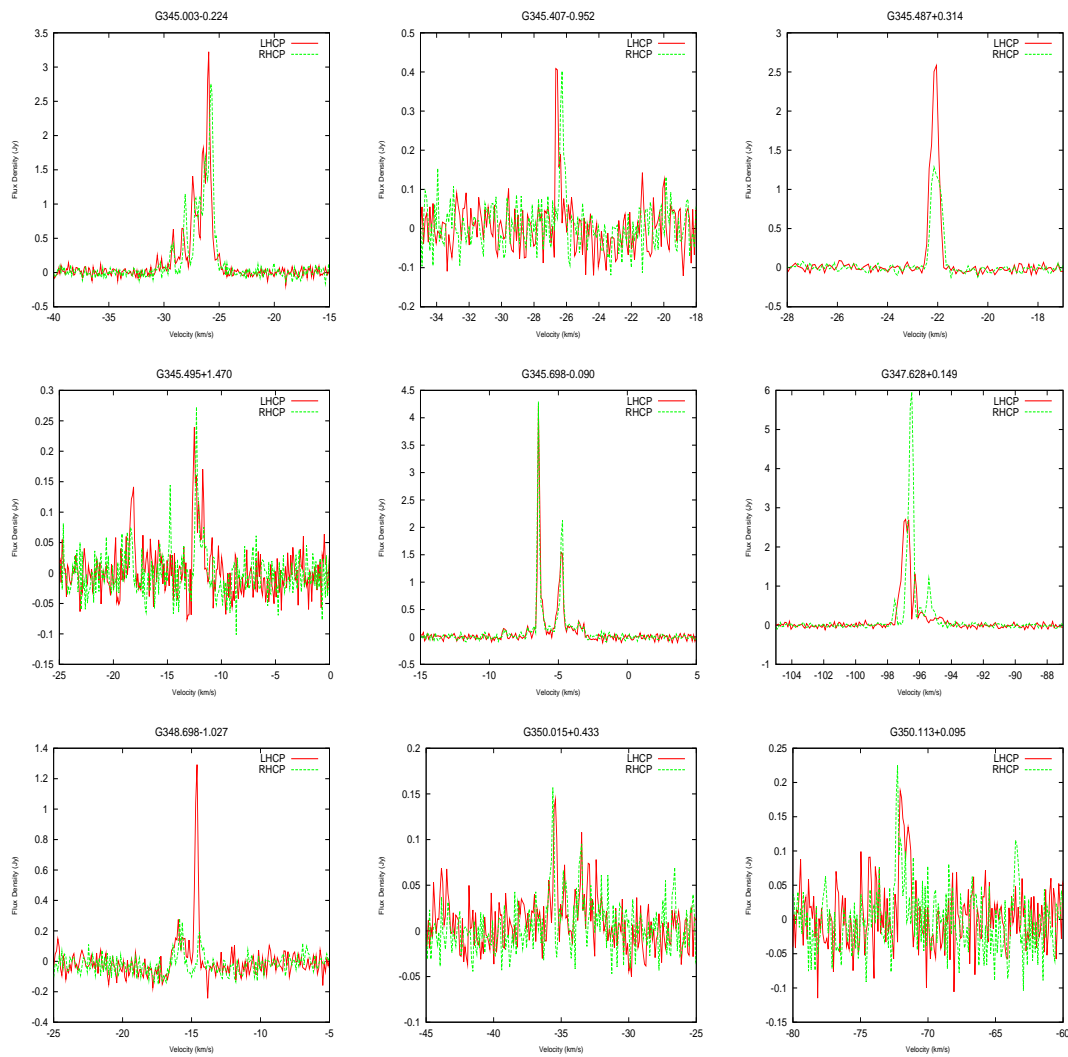 G345.003-0.224
LHCP
RHCP
3.5
3
2.5
2
1.5
1
0.5
0
-0.5
Flux Density (Jy)
-40 -35 -30 -25 -20 -15
Velocity (km/s)
G345.407-0.952
LHCP
RHCP
0.5
0.4
0.3
0.2
0.1
0
-0.1
-0.2
Flux Density (Jy)
-34 -32 -30 -28 -26 -24 -22 -20 -18
Velocity (km/s)
G345.487+0.314
LHCP
RHCP
3
2.5
2
1.5
1
0.5
0
-0.5
Flux Density (Jy)
-28 -26 -24 -22 -20 -18
Velocity (km/s)
G345.495+1.470
LHCP
RHCP
0.3
0.25
0.2
0.15
0.1
0.05
0
-0.05
-0.1
-0.15
Flux Density (Jy)
-25 -20 -15 -10 -5 0
Velocity (km/s)
G345.698-0.090
LHCP
RHCP
4.5
4
3.5
3
2.5
2
1.5
1
0.5
0
-0.5
Flux Density (Jy)
-15 -10 -5 0 5
Velocity (km/s)
G347.628+0.149
LHCP
RHCP
6
5
4
3
2
1
0
-1
Flux Density (Jy)
-104 -102 -100 -98 -96 -94 -92 -90 -88
Velocity (km/s)
G348.698-1.027
LHCP
RHCP
1.4
1.2
1
0.8
0.6
0.4
0.2
0
-0.2
-0.4
Flux Density (Jy)
-25 -20 -15 -10 -5
Velocity (km/s)
G350.015+0.433
LHCP
RHCP
0.2
0.15
0.1
0.05
0
-0.05
-0.1
Flux Density (Jy)
-45 -40 -35 -30 -25
Velocity (km/s)
G350.113+0.095
LHCP
RHCP
0.25
0.2
0.15
0.1
0.05
0
-0.05
-0.1
-0.15
Flux Density (Jy)
-80 -75 -70 -65 -60
Velocity (km/s)